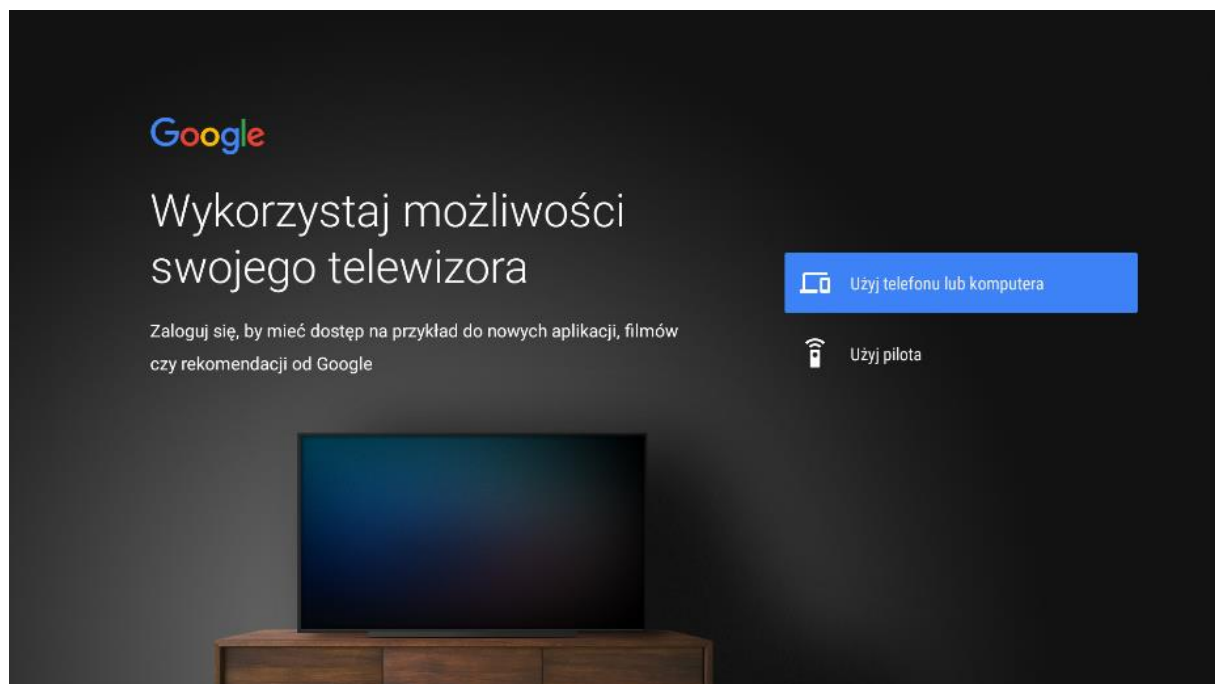 Google
Wykorzystaj możliwości
swojego telewizora
Zaloguj się, by mieć dostęp na przykład do nowych aplikacji, filmów
czy rekomendacji od Google
Użyj telefonu lub komputera
Użyj pilota